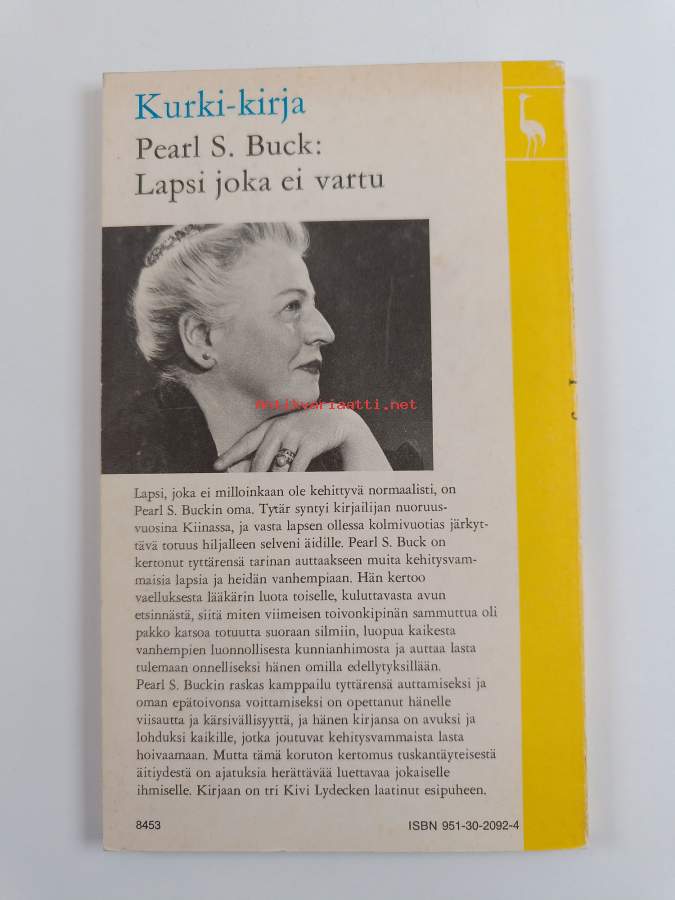 Kurki-kirja
Pearl S. Buck:
Lapsi joka ei vartu
Antikvariaatti.net
Lapsi, joka ei milloinkaan ole kehittyvä normaalisti, on
Pearl S. Buckin oma. Tytär syntyi kirjailijan nuoruus-
vuosina Kiinassa, ja vasta lapsen ollessa kolmivuotias järkyt-
tävä totuus hiljalleen selveni äidille. Pearl S. Buck on
kertonut tyttärensä tarinan auttaakseen muita kehitysvam-
maisia lapsia ja heidän vanhempiaan. Hän kertoo
vaelluksesta lääkärin luota toiselle, kuluttavasta avun
etsinnästä, siitä miten viimeisen toivonkipinän sammuttua oli
pakko katsoa totuutta suoraan silmiin, luopua kaikesta
vanhempien luonnollisesta kunnianhimosta ja auttaa lasta
tulemaan onnelliseksi hänen omilla edellytyksillään.
Pearl S. Buckin raskas kamppailu tyttärensä auttamiseksi ja
oman epätoivonsa voittamiseksi on opettanut hänelle
viisautta ja kärsivällisyyttä, ja hänen kirjansa on avuksi ja
lohduksi kaikille, jotka joutuvat kehitysvammaista lasta
hoivaamaan. Mutta tämä koruton kertomus tuskantäyteisestä
äitiydestä on ajatuksia herättävää luettavaa jokaiselle
ihmiselle. Kirjaan on tri Kivi Lydecken laatinut esipuheen.
8453
ISBN 951-30-2092-4